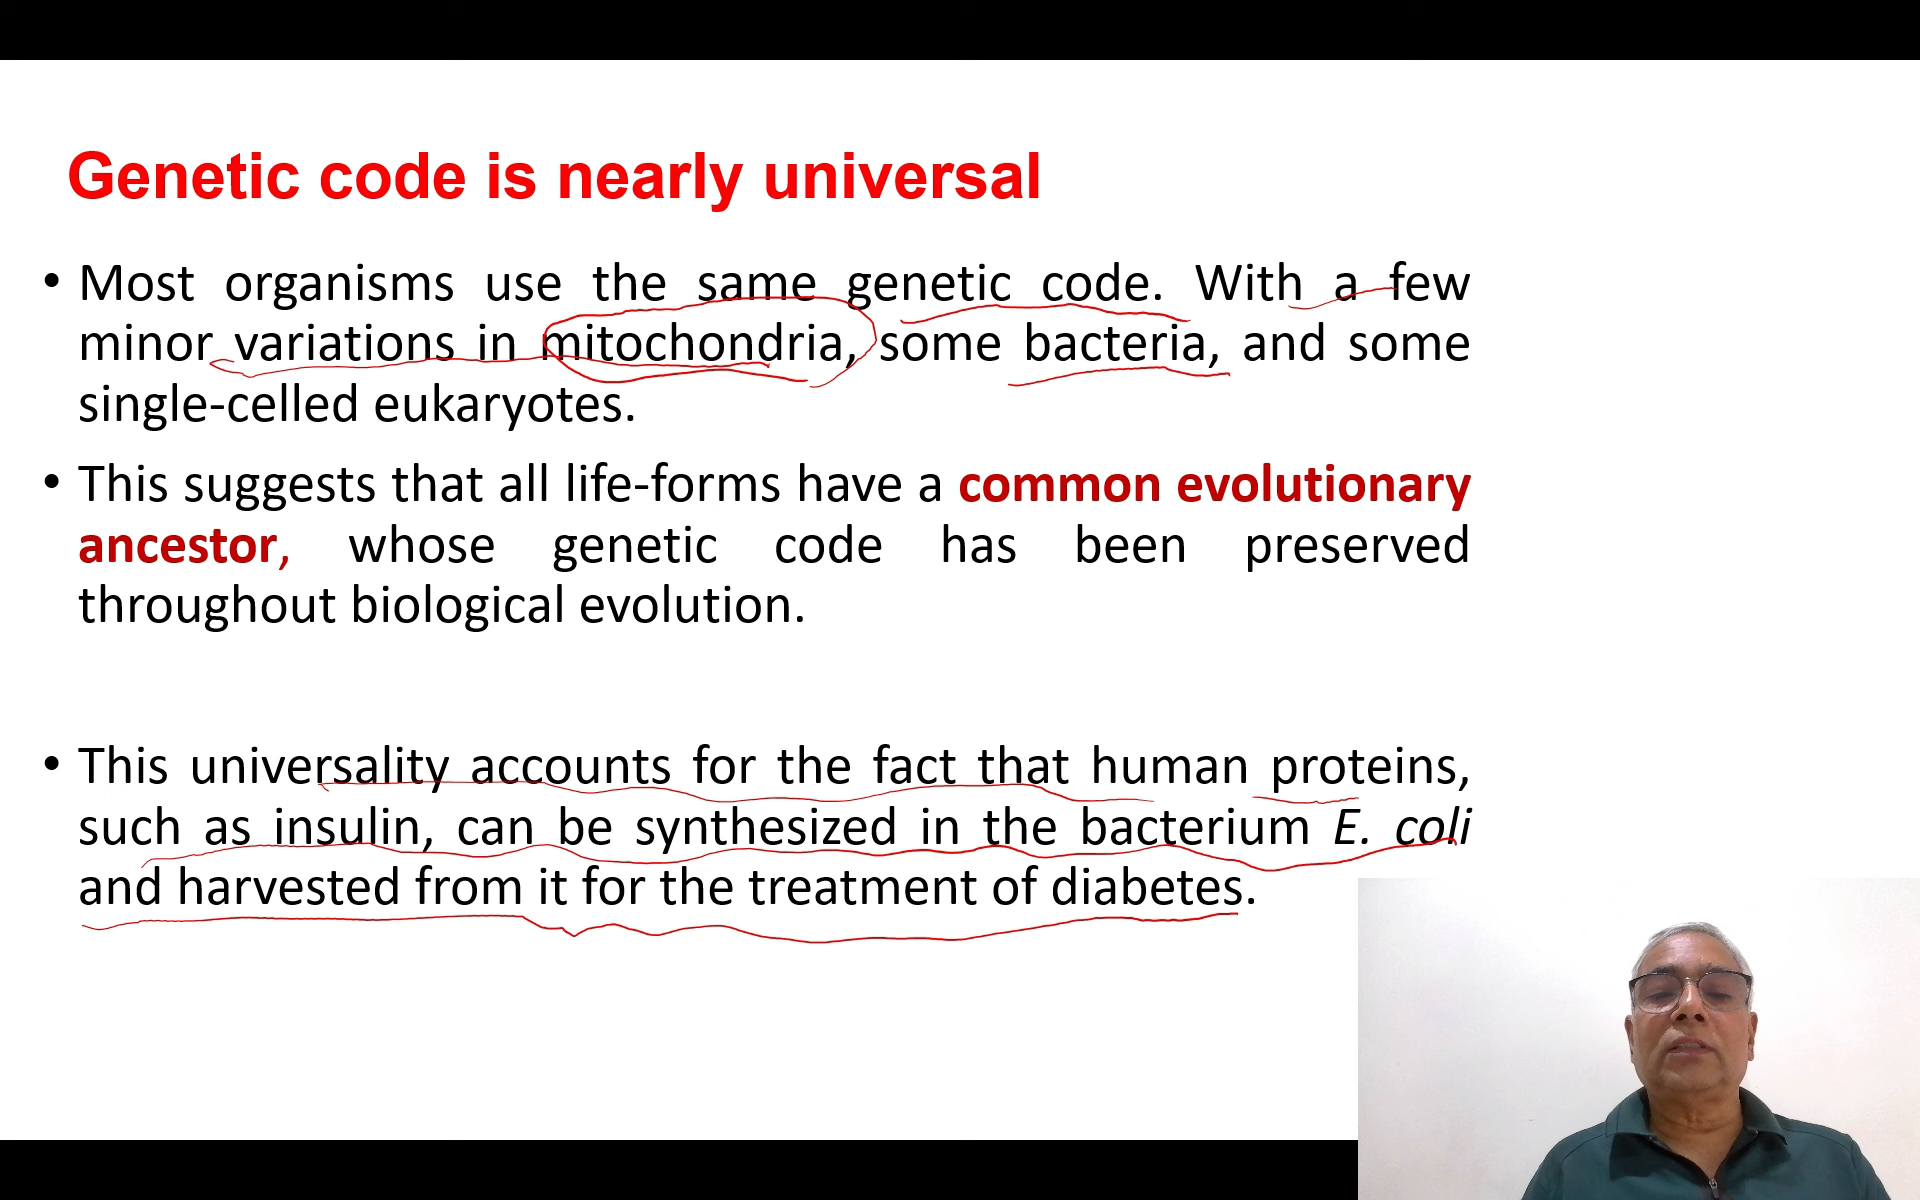 Genetic code is nearly universal
• Most organisms use the same genetic code. With a few
minor variations in mitochondria, some bacteria, and some
single-celled eukaryotes.
• This suggests that all life-forms have a common evolutionary
ancestor, whose genetic code has been preserved
throughout biological evolution.
• This universality accounts for the fact that human proteins,
such as insulin, can be synthesized in the bacterium E. coli
and harvested from it for the treatment of diabetes.